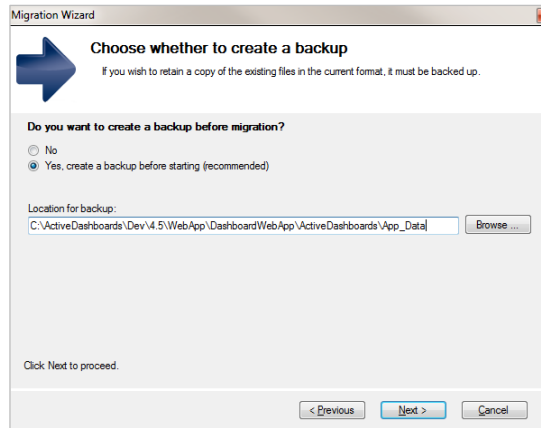 Migration Wizard
Choose whether to create a backup
If you wish to retain a copy of the existing files in the current format, it must be backed up.
Do you want to create a backup before migration?
No
Yes, create a backup before starting (recommended)
Location for backup:
C:\ActiveDashboards\Dev\4.5\WebApp\DashboardWebApp\ActiveDashboards\App_Data
Browse ...
Click Next to proceed.
< Previous Next > Cancel